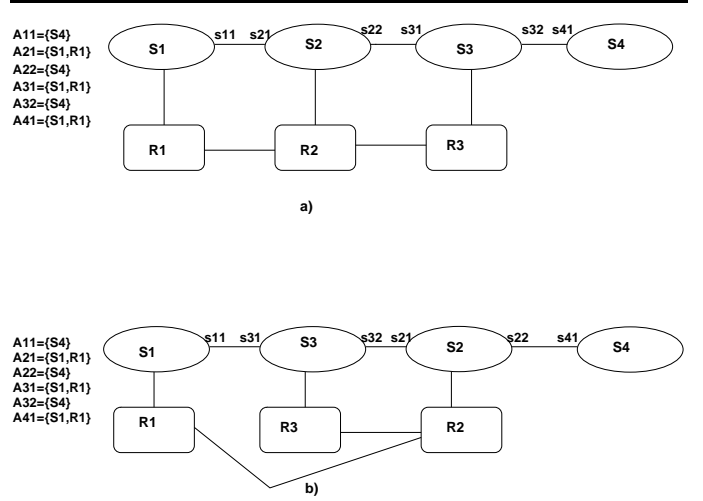 A11={S4}
A21={S1,R1}
A22={S4}
A31={S1,R1}
A32={S4}
A41={S1,R1}
S1 s11 s21 S2 s22 s31 S3 s32 s41 S4
R1 R2 R3
a)
A11={S4}
A21={S1,R1}
A22={S4}
A31={S1,R1}
A32={S4}
A41={S1,R1}
S1 s11 s31 S3 s32 s21 S2 s22 s41 S4
R1 R3 R2
b)